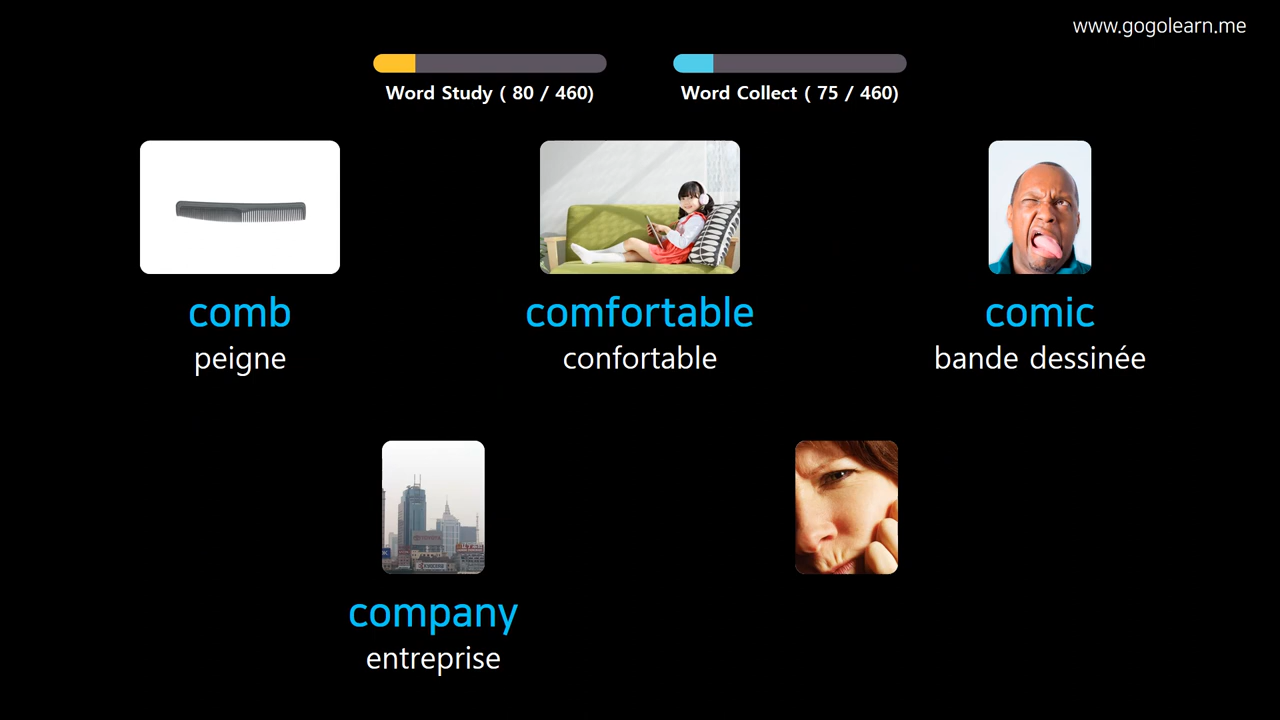 www.gogolearn.me
Word Study ( 80 / 460)
Word Collect ( 75 / 460)
comb
comfortable
comic
peigne
confortable
bande dessinée
company
entreprise